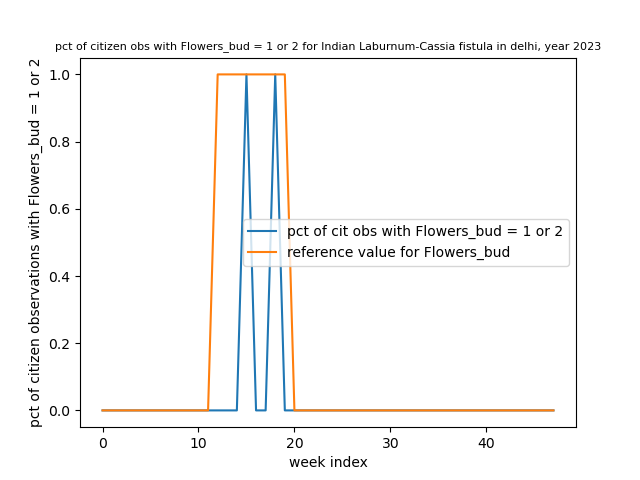 pct of citizen obs with Flowers_bud = 1 or 2 for Indian Laburnum-Cassia fistula in delhi, year 2023
pct of citizen observations with Flowers_bud = 1 or 2
1.0
0.8
0.6
0.4
0.2
0.0
pct of cit obs with Flowers_bud = 1 or 2
reference value for Flowers_bud
0 10 20 30 40
week index